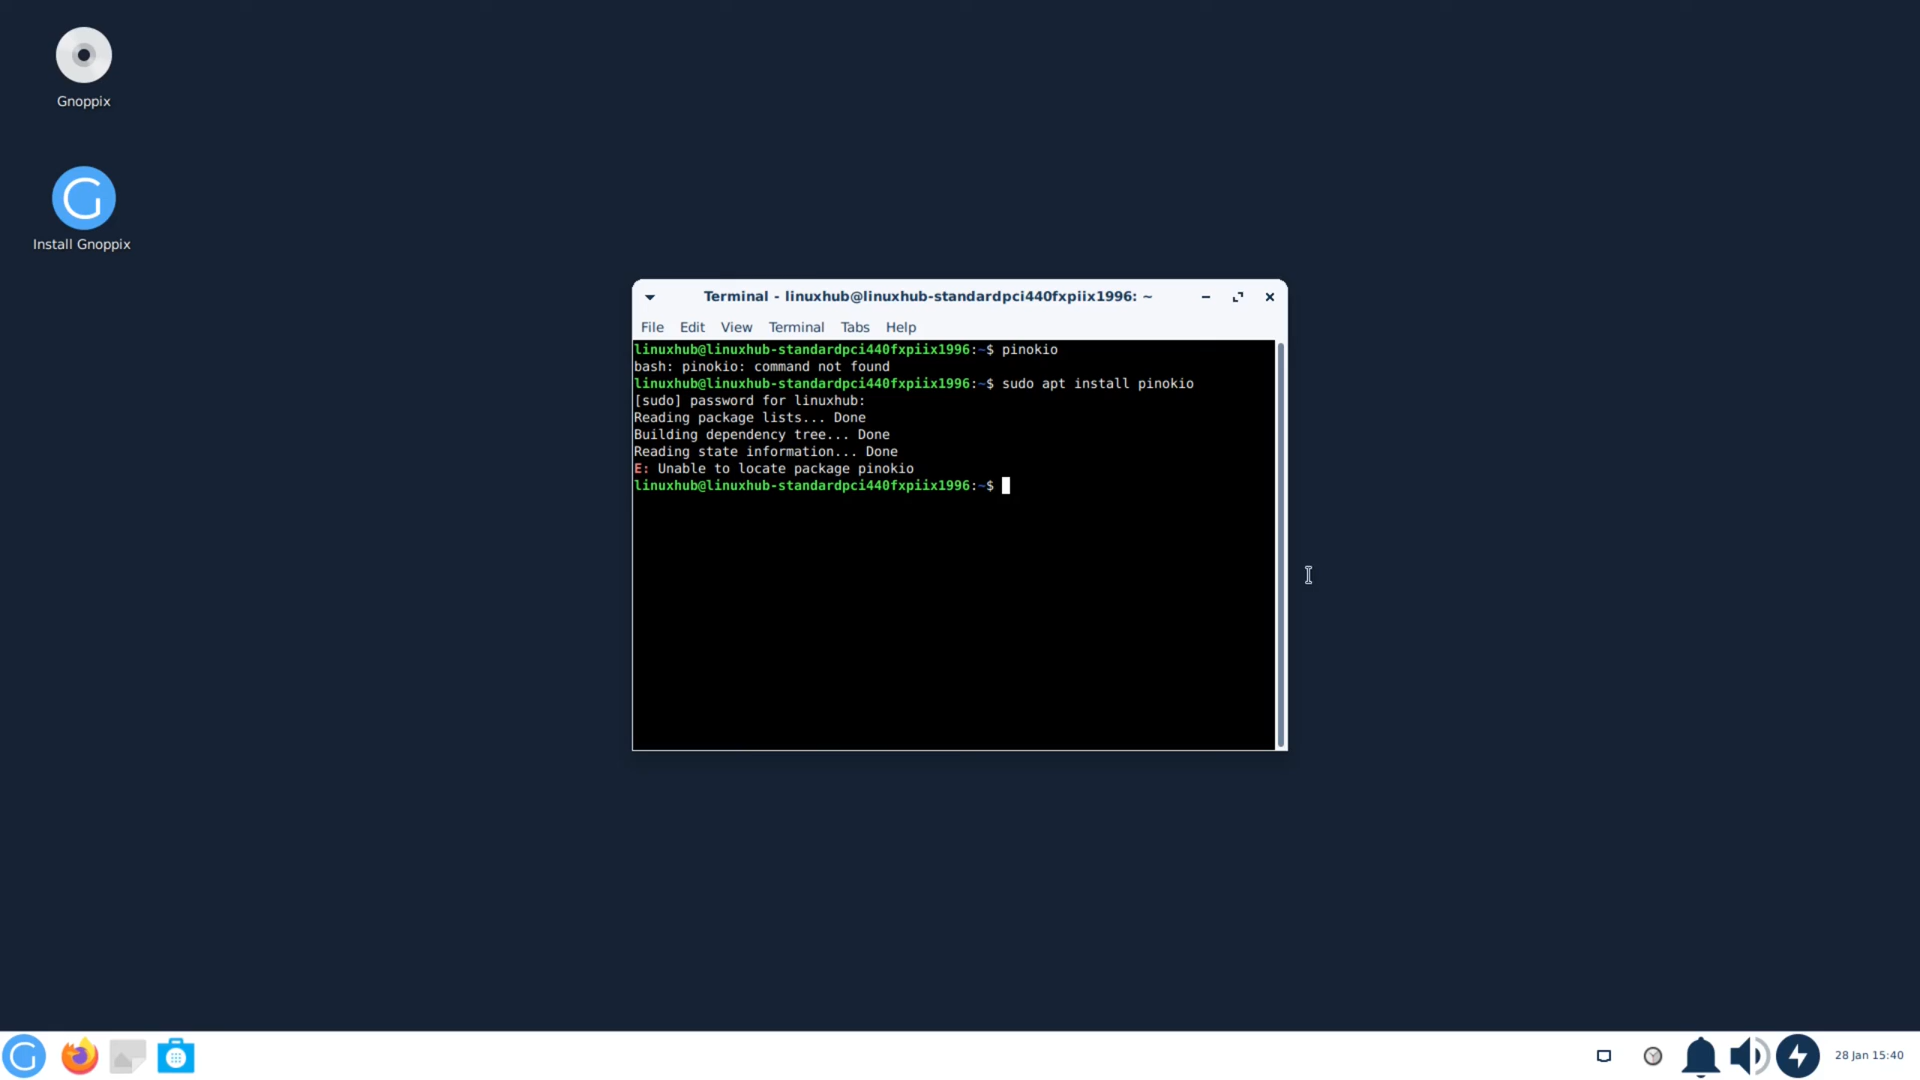 Gnoppix
Install Gnoppix
Terminal - linuxhub@linuxhub-standardpci440fxpiix1996: ~
File Edit View Terminal Tabs Help
linuxhub@linuxhub-standardpci440fxpiix1996:~$ pinokio
bash: pinokio: command not found
linuxhub@linuxhub-standardpci440fxpiix1996:~$ sudo apt install pinokio
[sudo] password for linuxhub:
Reading package lists... Done
Building dependency tree... Done
Reading state information... Done
E: Unable to locate package pinokio
linuxhub@linuxhub-standardpci440fxpiix1996:~$
28 Jan 15:40